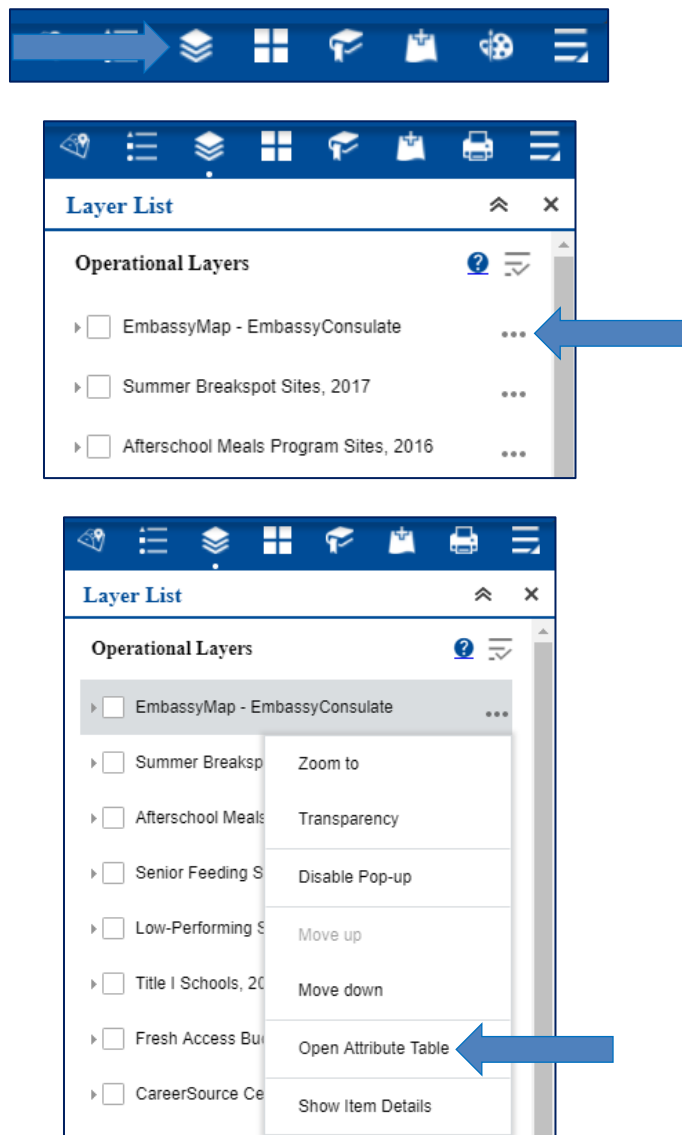 Layer List
Operational Layers
EmbassyMap - EmbassyConsulate
Summer Breakspot Sites, 2017
Afterschool Meals Program Sites, 2016
Layer List
Operational Layers
EmbassyMap - EmbassyConsulate
Summer Breaksp
Zoom to
Afterschool Meals
Transparency
Senior Feeding S
Disable Pop-up
Low-Performing S
Move up
Title I Schools, 20
Move down
Fresh Access Bu
Open Attribute Table
CareerSource Ce
Show Item Details